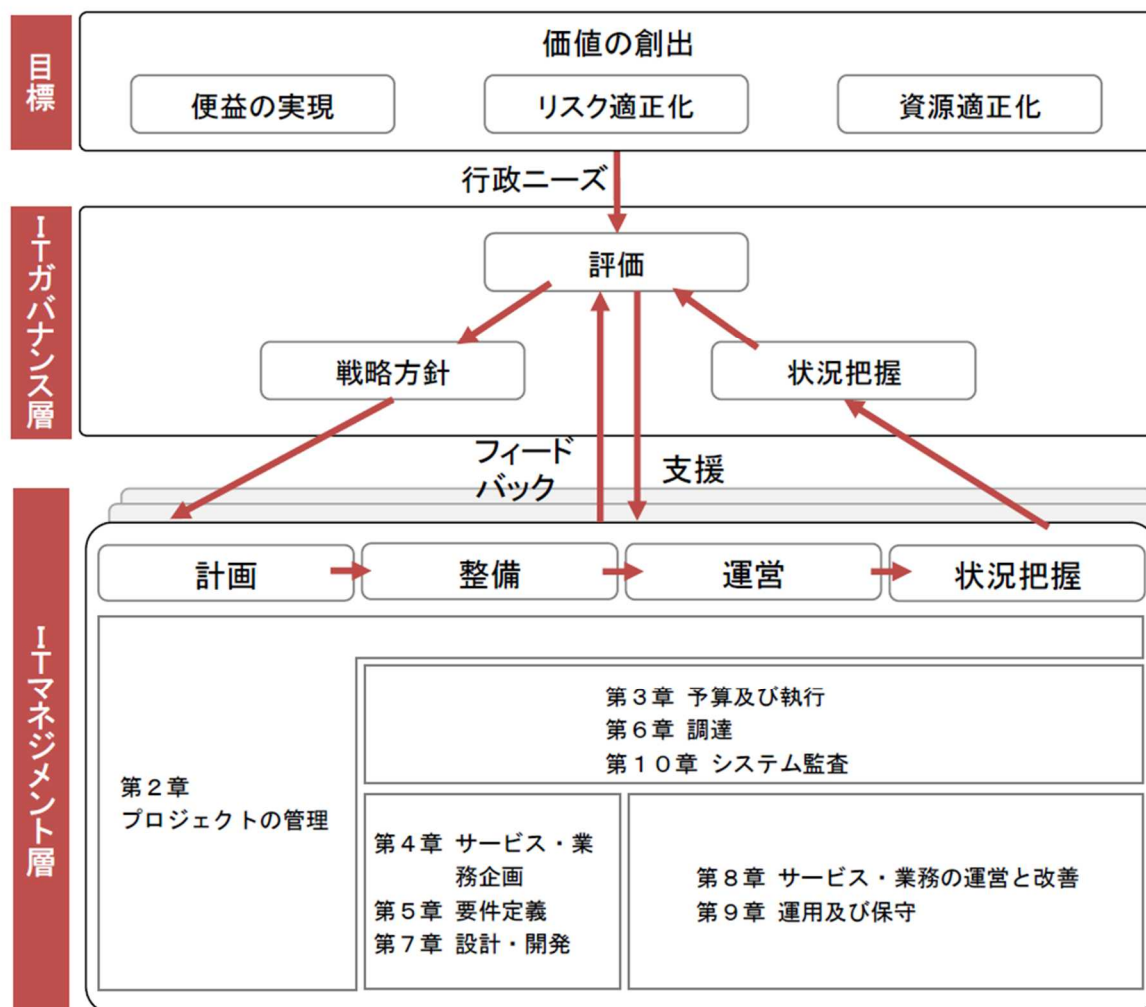 目標
価値の創出
便益の実現
リスク適正化
資源適正化
行政ニーズ
ITガバナンス層
評価
戦略方針
状況把握
フィード
バック
支援
ITマネジメント層
計画
整備
運営
状況把握
第2章
プロジェクトの管理
第3章 予算及び執行
第6章 調達
第10章 システム監査
第4章 サービス・業
務企画
第5章 要件定義
第7章 設計・開発
第8章 サービス・業務の運営と改善
第9章 運用及び保守